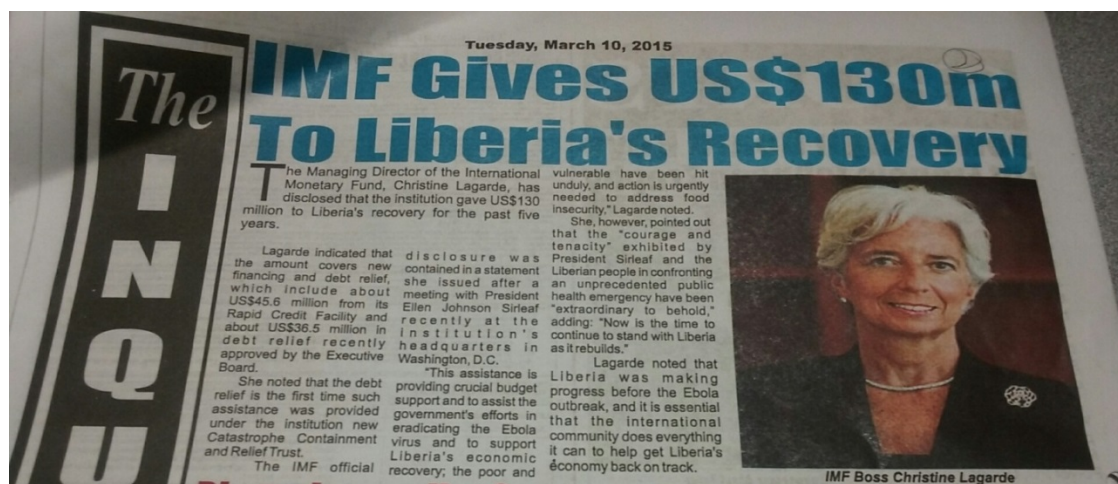 The
I
N
Q
U
Tuesday, March 10, 2015
IMF Gives US$130m
To Liberia's Recovery
The Managing Director of the International
Monetary Fund, Christine Lagarde, has
disclosed that the institution gave US$130
million to Liberia's recovery for the past five
years.
Lagarde indicated that
the amount covers new
financing and debt relief,
which include about
US$45.6 million from its
Rapid Credit Facility and
about US$36.5 million in
debt relief recently
approved by the Executive
Board.
She noted that the debt
relief is the first time such
assistance was provided
under the institution new
Catastrophe Containment
and Relief Trust.
The IMF official
disclosure was
contained in a statement
she issued after a
meeting with President
Ellen Johnson Sirleaf
recently at the
institution's
headquarters in
Washington, D.C.
"This assistance is
providing crucial budget
support and to assist the
government's efforts in
eradicating the Ebola
virus and to support
Liberia's economic
recovery; the poor and
vulnerable have been hit
unduly, and action is urgently
needed to address food
insecurity," Lagarde noted.
She, however, pointed out
that the "courage and
tenacity" exhibited by
President Sirleaf and the
Liberian people in confronting
an unprecedented public
health emergency have been
"extraordinary to behold,"
adding: "Now is the time to
continue to stand with Liberia
as it rebuilds."
Lagarde noted that
Liberia was making
progress before the Ebola
outbreak, and it is essential
that the international
community does everything
it can to help get Liberia's
economy back on track.
IMF Boss Christine Lagarde